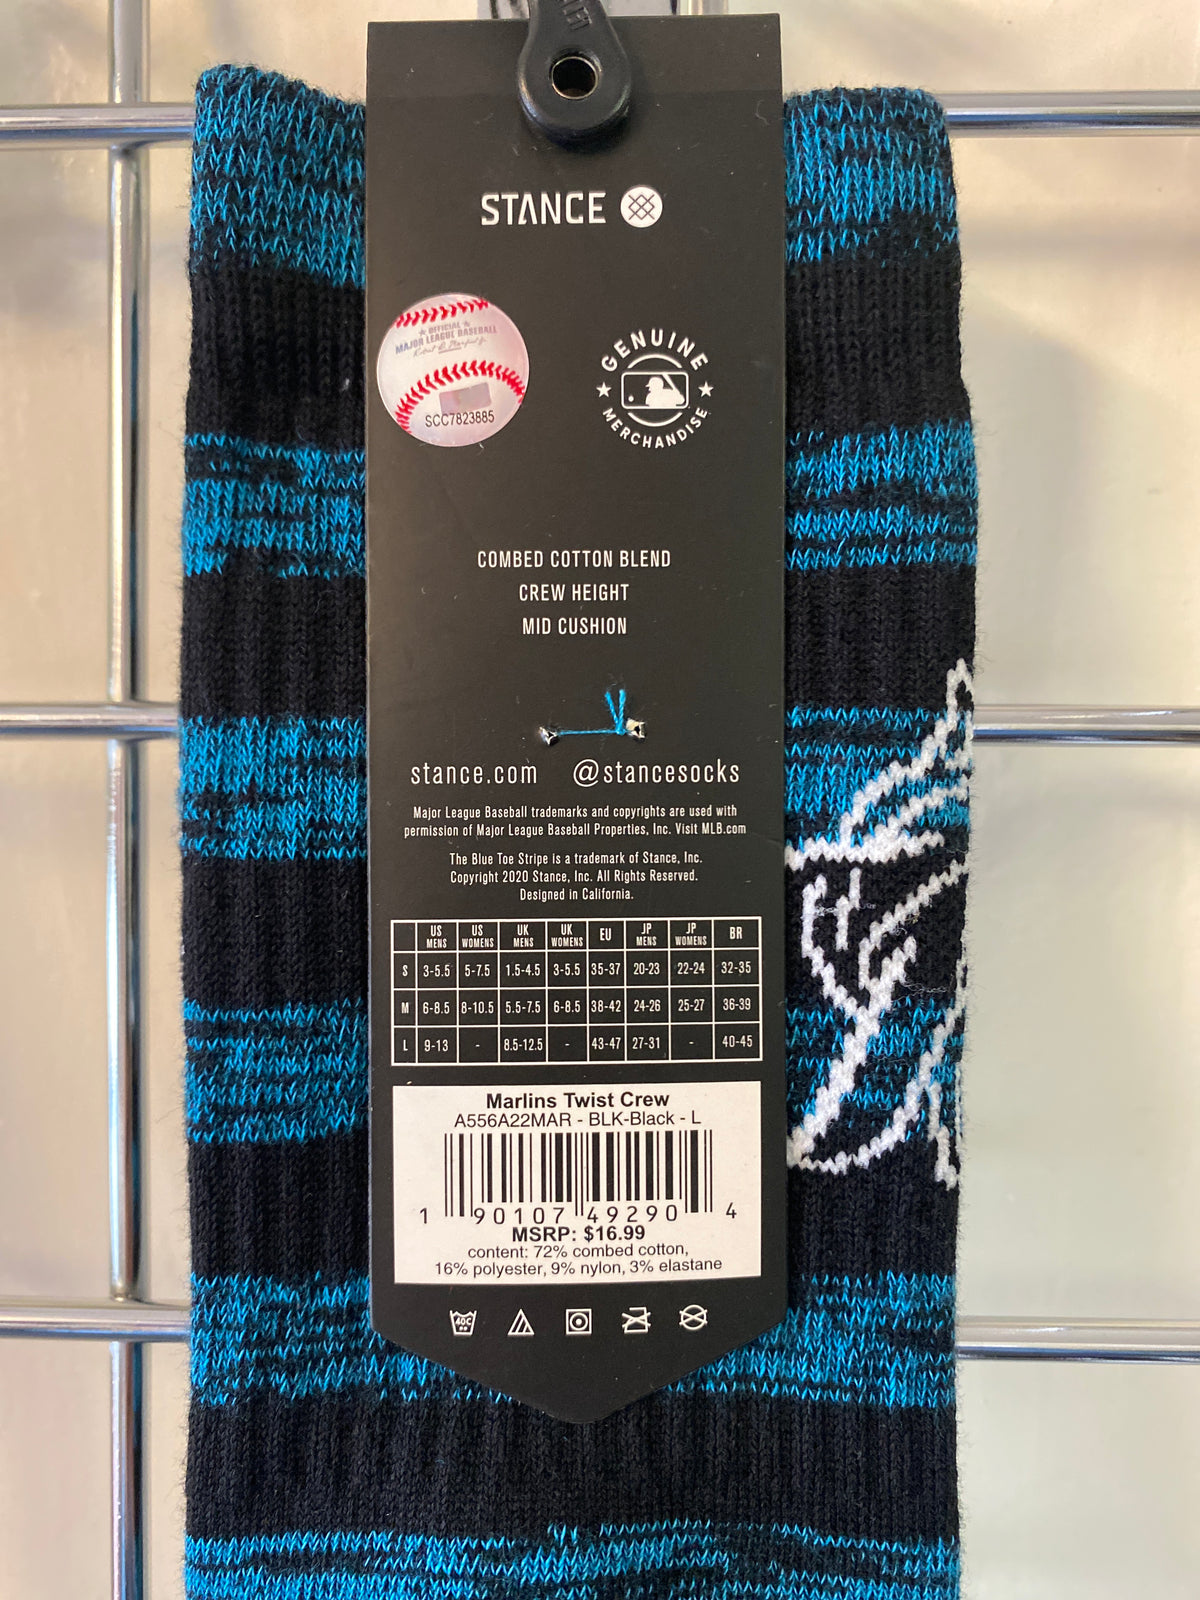 STANCE
OFFICIAL
MAJOR LEAGUE BASEBALL
SCC7823885
GENUINE
MERCHANDISE
COMBED COTTON BLEND
CREW HEIGHT
MID CUSHION
stance.com @stancesocks
Major League Baseball trademarks and copyrights are used with
permission of Major League Baseball Properties, Inc. Visit MLB.com
The Blue Toe Stripe is a trademark of Stance, Inc.
Copyright 2020 Stance, Inc. All Rights Reserved.
Designed in California.
US MENS US WOMENS UK MENS UK WOMENS EU JP MENS JP WOMENS BR
S 3-5.5 5-7.5 1.5-4.5 3-5.5 35-37 20-23 22-24 32-35
M 6-8.5 8-10.5 5.5-7.5 6-8.5 38-42 24-26 25-27 36-39
L 9-13 - 8.5-12.5 - 43-47 27-31 - 40-45
Marlins Twist Crew
A556A22MAR - BLK-Black - L
1 90107 49290 4
MSRP: $16.99
content: 72% combed cotton,
16% polyester, 9% nylon, 3% elastane
40C